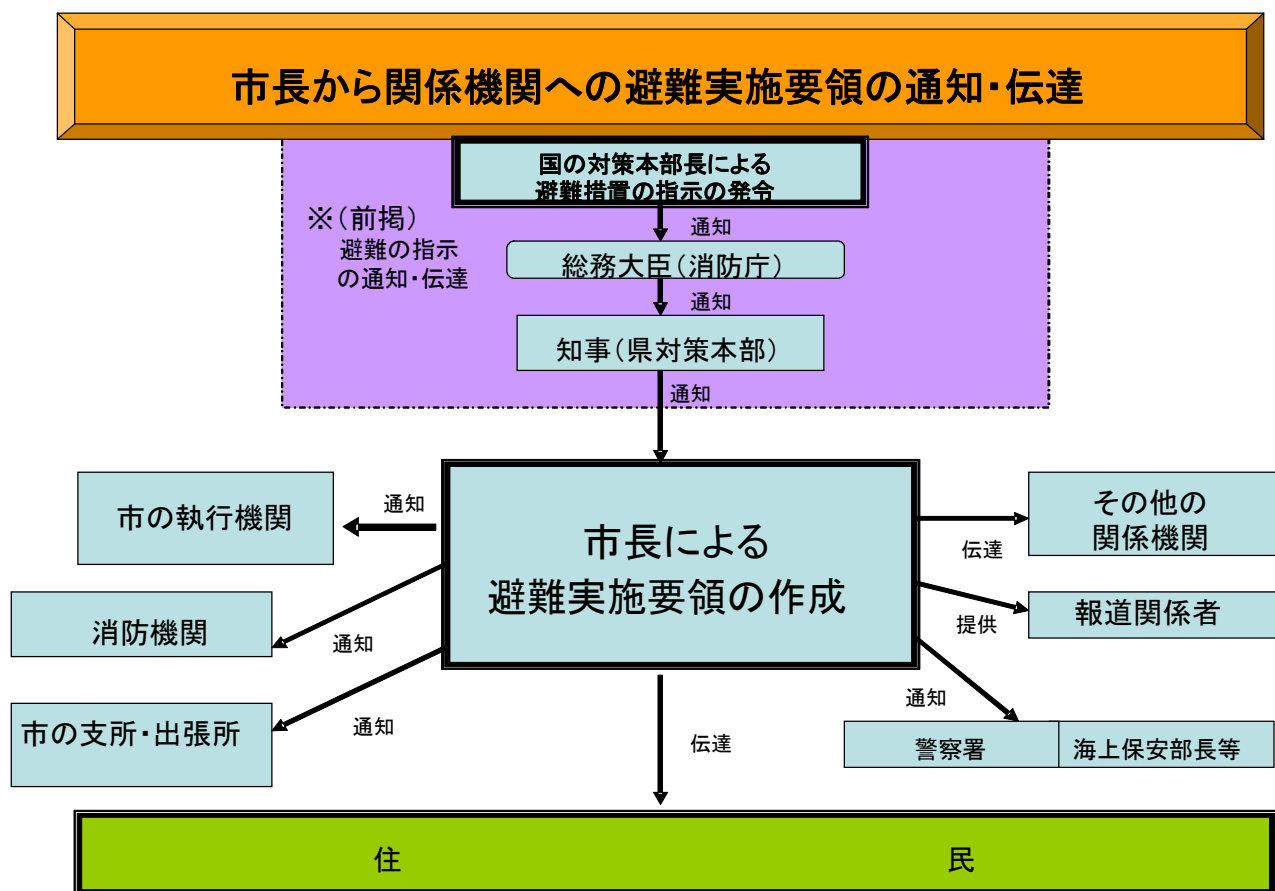 市長から関係機関への避難実施要領の通知・伝達
国の対策本部長による
避難措置の指示の発令
※(前掲)
避難の指示
の通知・伝達
通知
総務大臣(消防庁)
通知
知事(県対策本部)
通知
市の執行機関
通知
市長による
避難実施要領の作成
その他の
関係機関
伝達
消防機関
通知
報道関係者
提供
市の支所・出張所
通知
伝達
通知
警察署
海上保安部長等
住 民